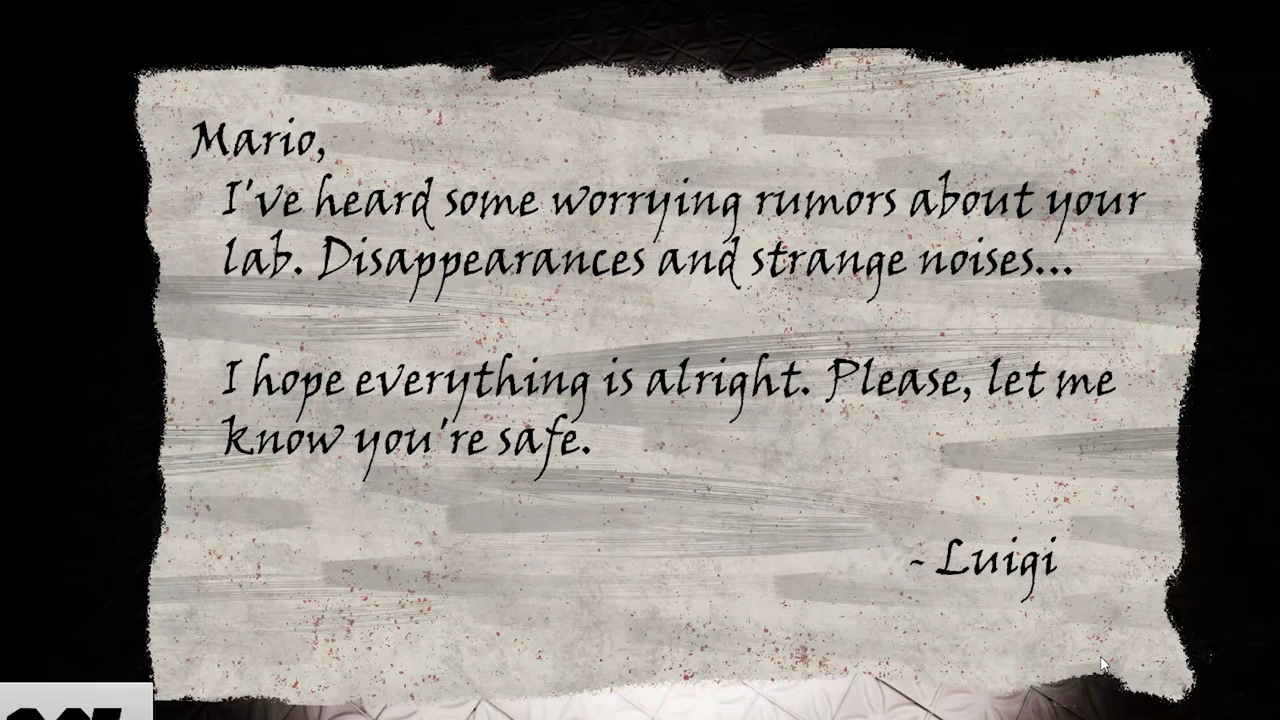 Mario,
I've heard some worrying rumors about your
lab. Disappearances and strange noises...
I hope everything is alright. Please, let me
know you're safe.
- Luigi